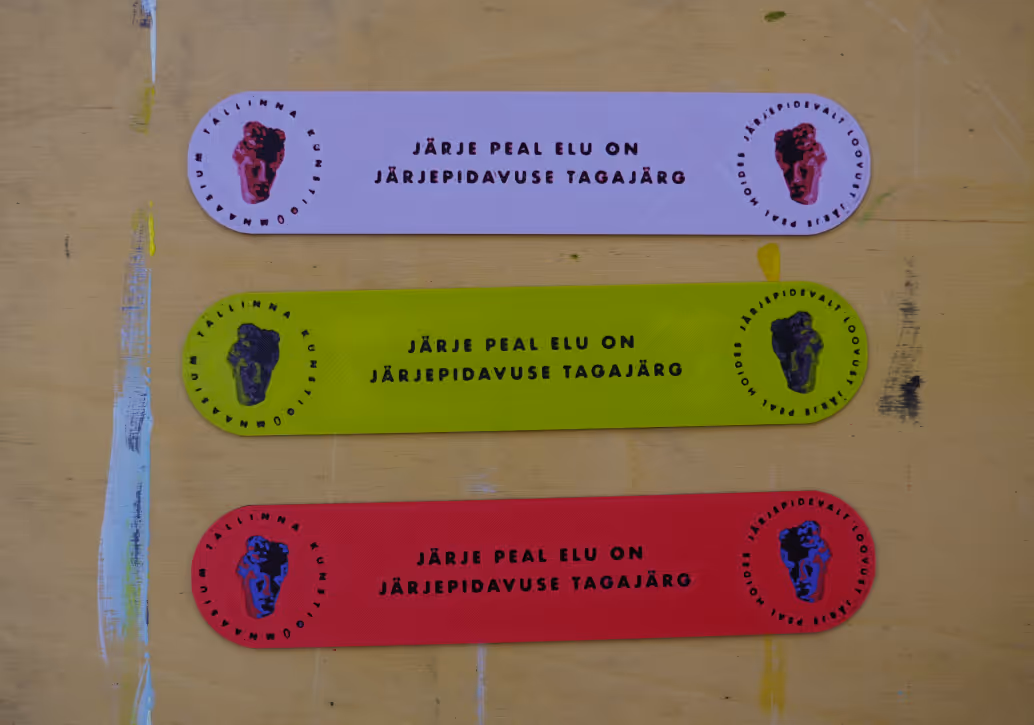 TALLINNA KUNSTIGÜMNAASIUM
JÄRJE PEAL ELU ON
JÄRJEPIDAVUSE TAGAJÄRG
JÄRJEPIDEVALT LOOVUST JÄRJE PEAL HOIDES
TALLINNA KUNSTIGÜMNAASIUM
JÄRJE PEAL ELU ON
JÄRJEPIDAVUSE TAGAJÄRG
JÄRJEPIDEVALT LOOVUST JÄRJE PEAL HOIDES
TALLINNA KUNSTIGÜMNAASIUM
JÄRJE PEAL ELU ON
JÄRJEPIDAVUSE TAGAJÄRG
JÄRJEPIDEVALT LOOVUST JÄRJE PEAL HOIDES